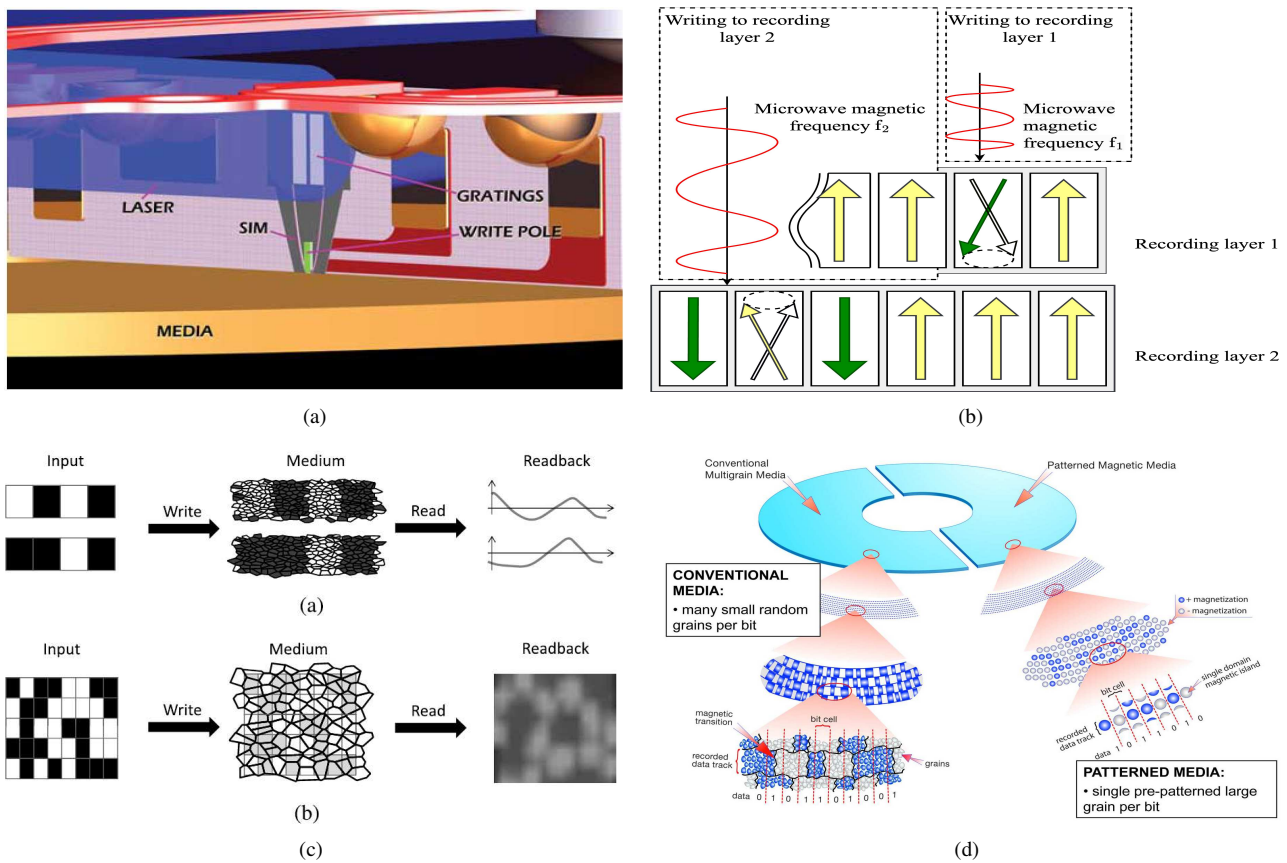 LASER
GRATINGS
SIM
WRITE POLE
MEDIA
(a)
Writing to recording
layer 2
Writing to recording
layer 1
Microwave magnetic
frequency f₂
Microwave
magnetic
frequency f₁
Recording layer 1
Recording layer 2
(b)
Input
Medium
Readback
Write
Read
(a)
Input
Medium
Readback
Write
Read
(b)
(c)
Conventional
Multigrain Media
Patterned Magnetic Media
CONVENTIONAL
MEDIA:
• many small random
grains per bit
+ magnetization
- magnetization
single domain
magnetic island
bit cell
recorded
data track
data 1 0 1 1 1 1 0
magnetic
transition
bit cell
recorded
data track
grains
data 0 1 0 1 1 0 1 0 0 1
PATTERNED MEDIA:
• single pre-patterned large
grain per bit
(d)